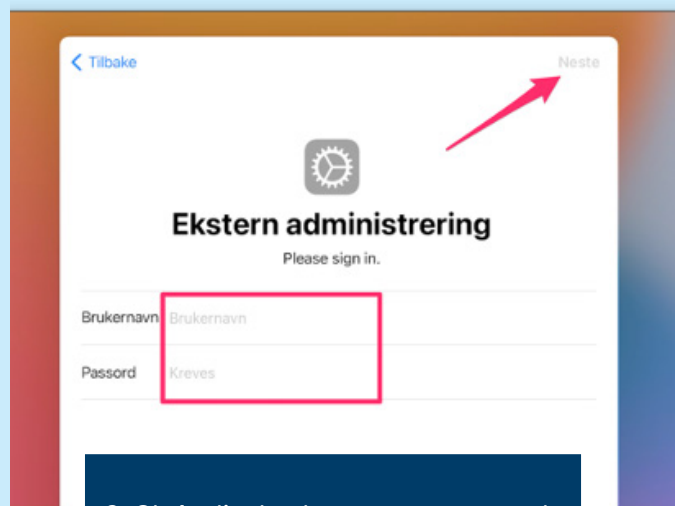 Tilbake
Neste
Ekstern administrering
Please sign in.
Brukernavn Brukernavn
Passord Kreves